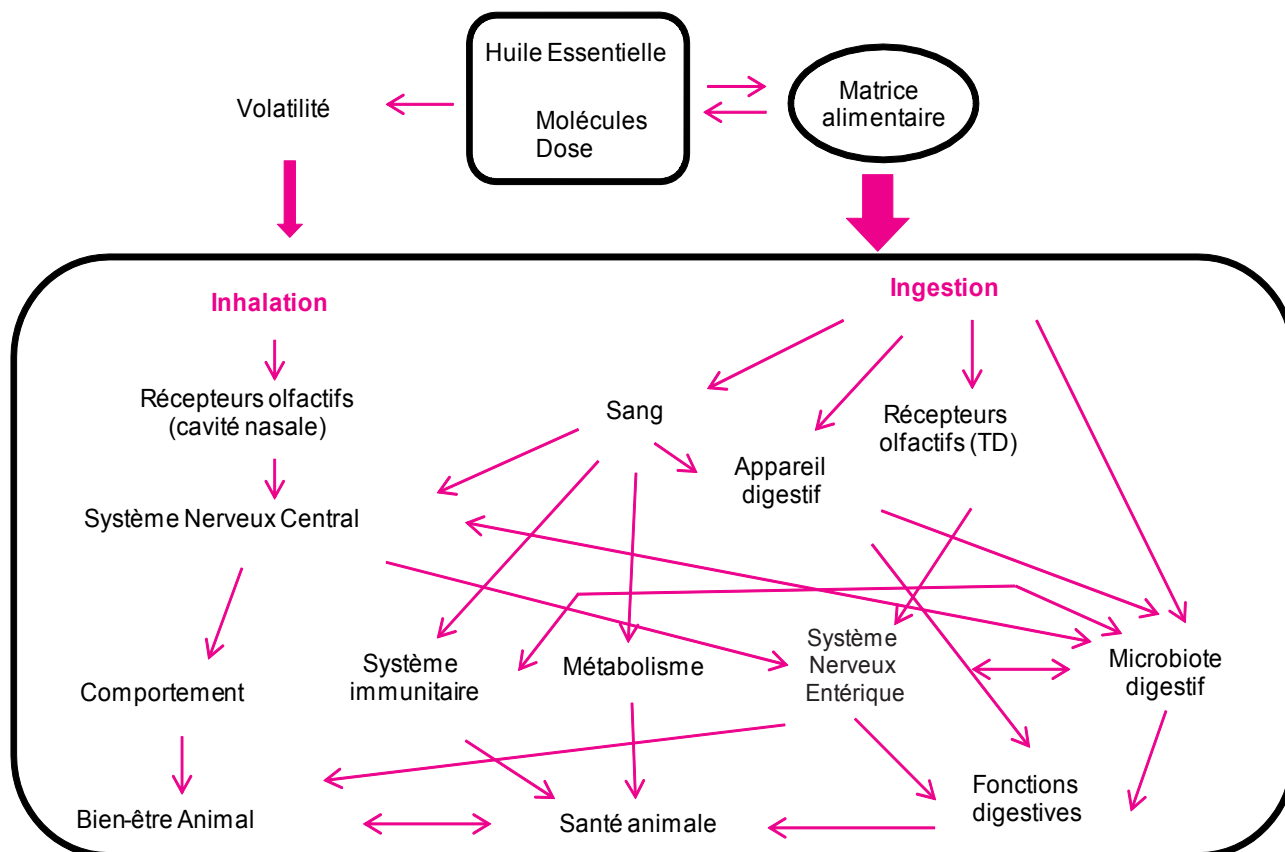 Huile Essentielle
Molécules
Dose
Matrice
alimentaire
Volatilité
Inhalation
Ingestion
Récepteurs olfactifs
(cavité nasale)
Sang
Récepteurs
olfactifs (TD)
Appareil
digestif
Système Nerveux Central
Système
immunitaire
Métabolisme
Système
Nerveux
Entérique
Microbiote
digestif
Comportement
Bien-être Animal
Santé animale
Fonctions
digestives